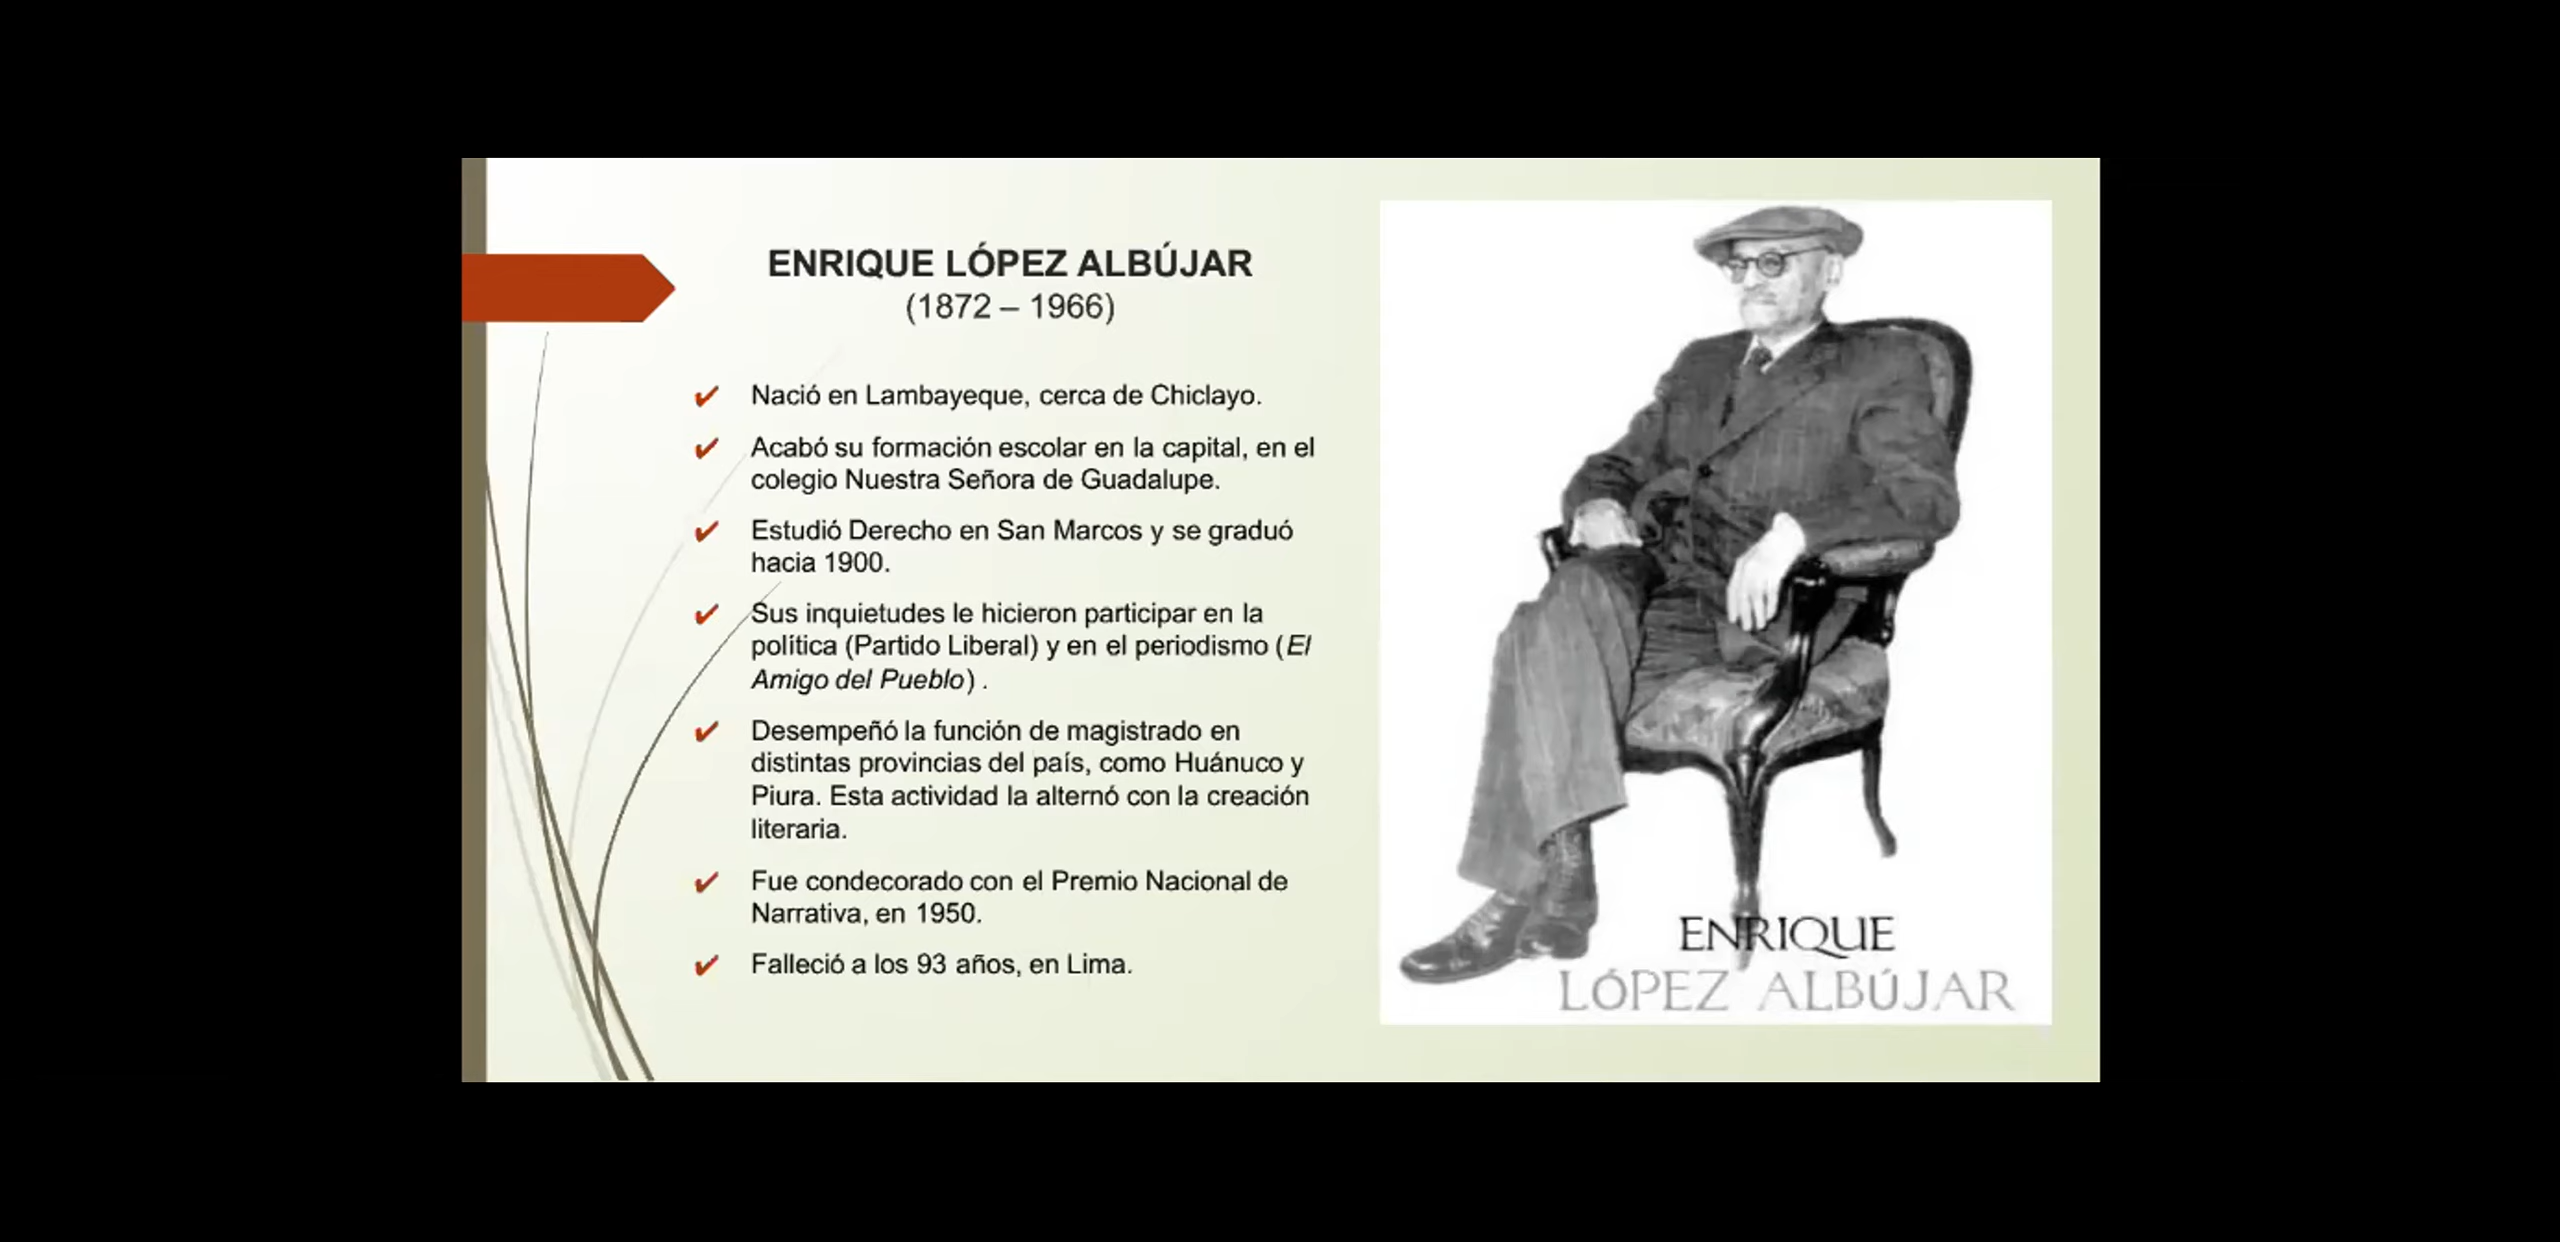 ENRIQUE LÓPEZ ALBÚJAR
(1872 – 1966)
✔ Nació en Lambayeque, cerca de Chiclayo.
✔ Acabó su formación escolar en la capital, en el
colegio Nuestra Señora de Guadalupe.
✔ Estudió Derecho en San Marcos y se graduó
hacia 1900.
✔ Sus inquietudes le hicieron participar en la
política (Partido Liberal) y en el periodismo (El
Amigo del Pueblo) .
✔ Desempeñó la función de magistrado en
distintas provincias del país, como Huánuco y
Piura. Esta actividad la alternó con la creación
literaria.
✔ Fue condecorado con el Premio Nacional de
Narrativa, en 1950.
✔ Falleció a los 93 años, en Lima.
ENRIQUE
LÓPEZ ALBÚJAR